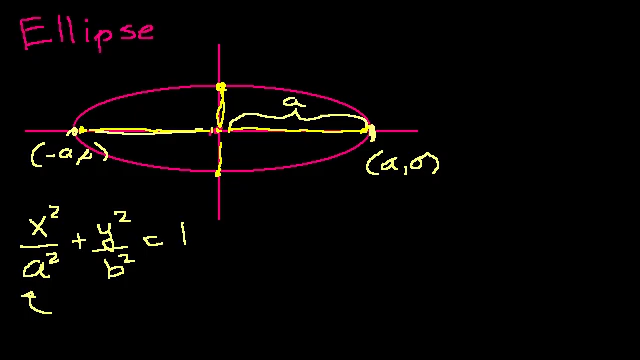 Ellipse
a
(-a,0)
(a,0)
x²/a² + y²/b² = 1